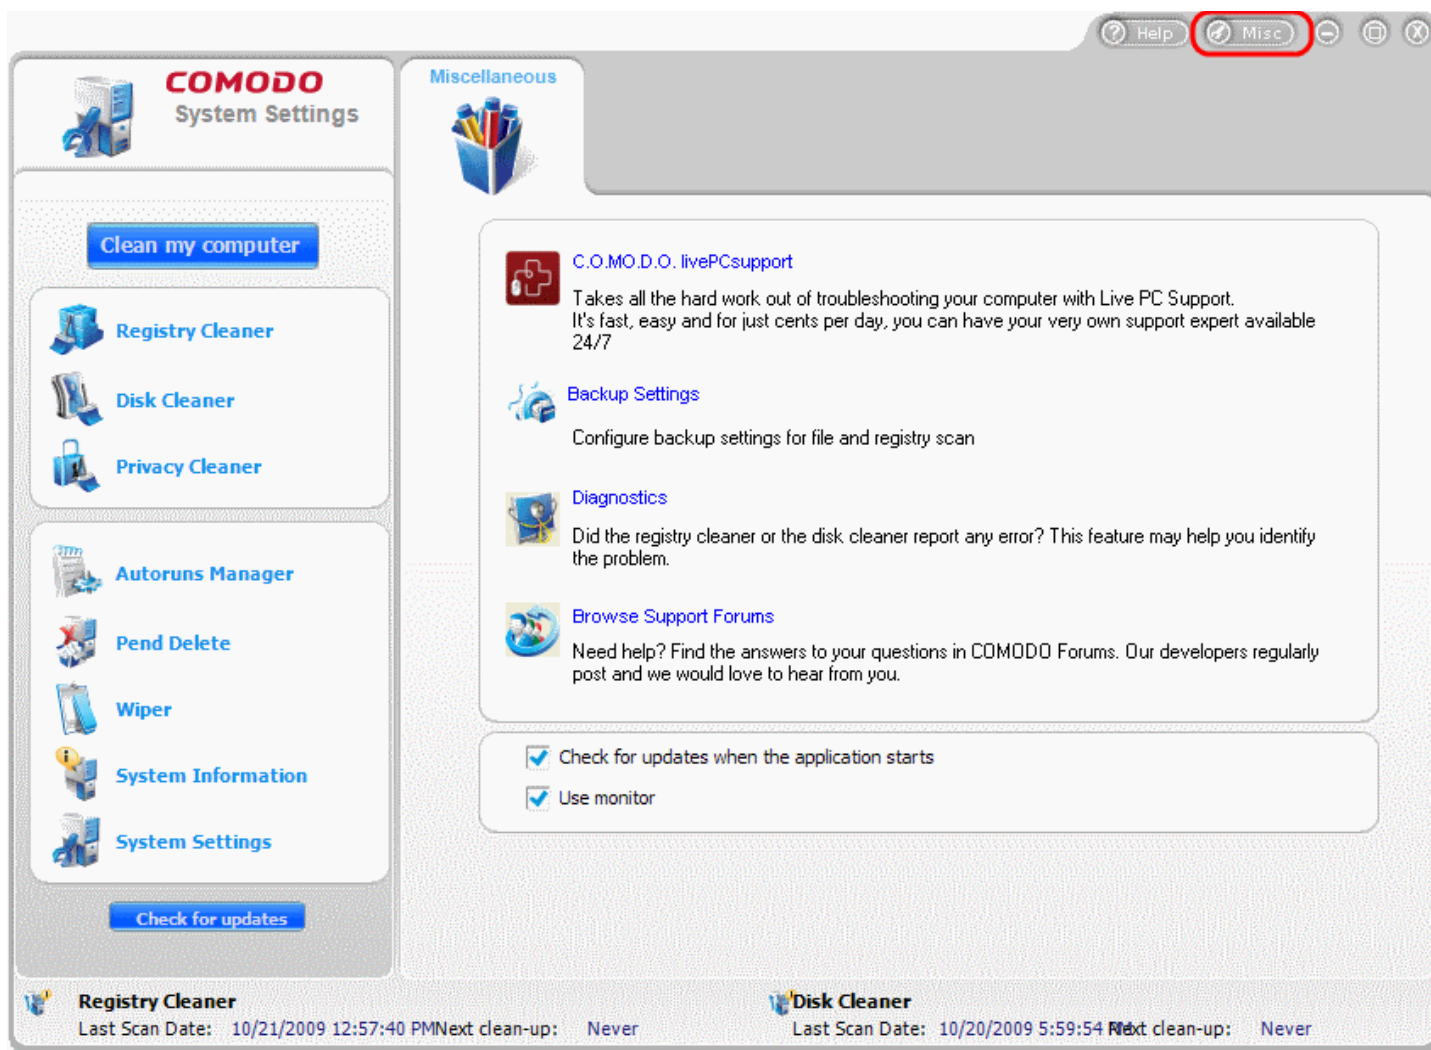 Help
Misc
COMODO
System Settings
Miscellaneous
Clean my computer
Registry Cleaner
Disk Cleaner
Privacy Cleaner
Autoruns Manager
Pend Delete
Wiper
System Information
System Settings
Check for updates
C.O.MO.D.O. livePCsupport
Takes all the hard work out of troubleshooting your computer with Live PC Support.
It's fast, easy and for just cents per day, you can have your very own support expert available
24/7
Backup Settings
Configure backup settings for file and registry scan
Diagnostics
Did the registry cleaner or the disk cleaner report any error? This feature may help you identify
the problem.
Browse Support Forums
Need help? Find the answers to your questions in COMODO Forums. Our developers regularly
post and we would love to hear from you.
Check for updates when the application starts
Use monitor
Registry Cleaner
Last Scan Date: 10/21/2009 12:57:40 PMNext clean-up: Never
Disk Cleaner
Last Scan Date: 10/20/2009 5:59:54 clean-up: Never